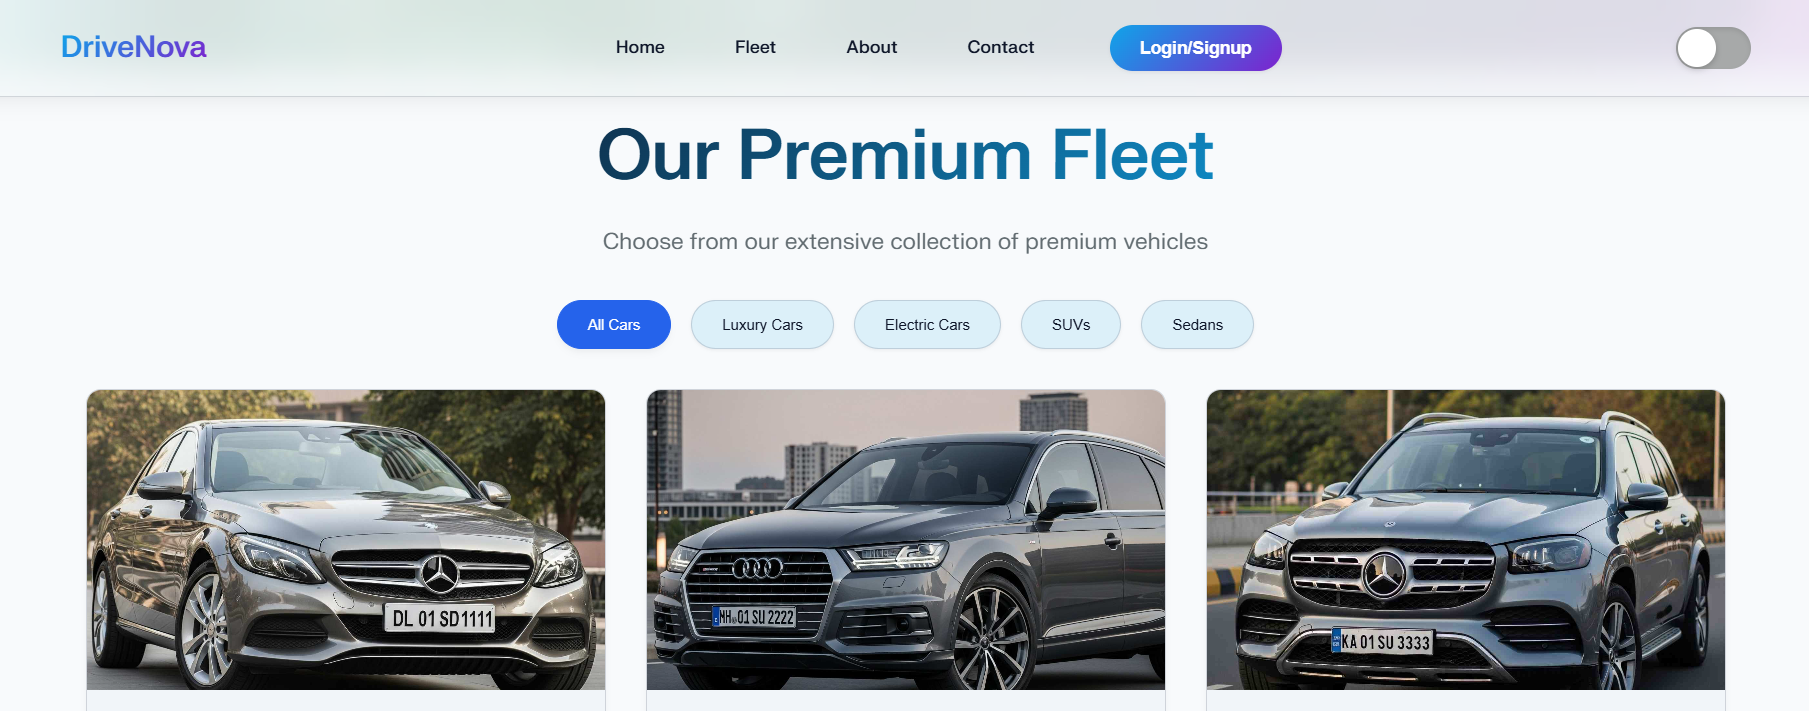 DriveNova
Home
Fleet
About
Contact
Login/Signup
Our Premium Fleet
Choose from our extensive collection of premium vehicles
All Cars
Luxury Cars
Electric Cars
SUVs
Sedans
DL 01 SD 1111
MH 01 SU 2222
KA 01 SU 3333